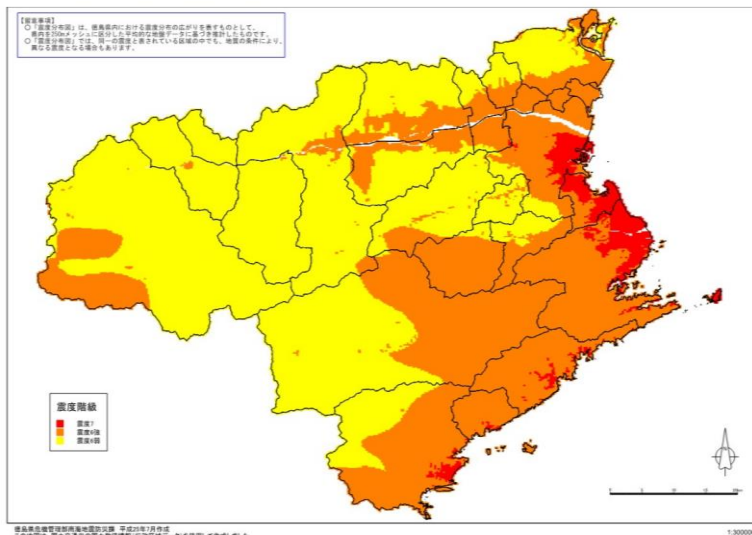 【留意事項】
○「震度分布図」は、徳島県内における震度分布の広がりを表すものとして、
県内を250mメッシュに区分した平均的な地盤データに基づき推計したものです。
○「震度分布図」では、同一の震度と表されている区域の中でも、地震の条件により、
異なる震度となる場合もあります。
震度階級
震度7
震度6強
震度6弱
徳島県危機管理部南海地震防災課 平成25年7月作成
1:300000